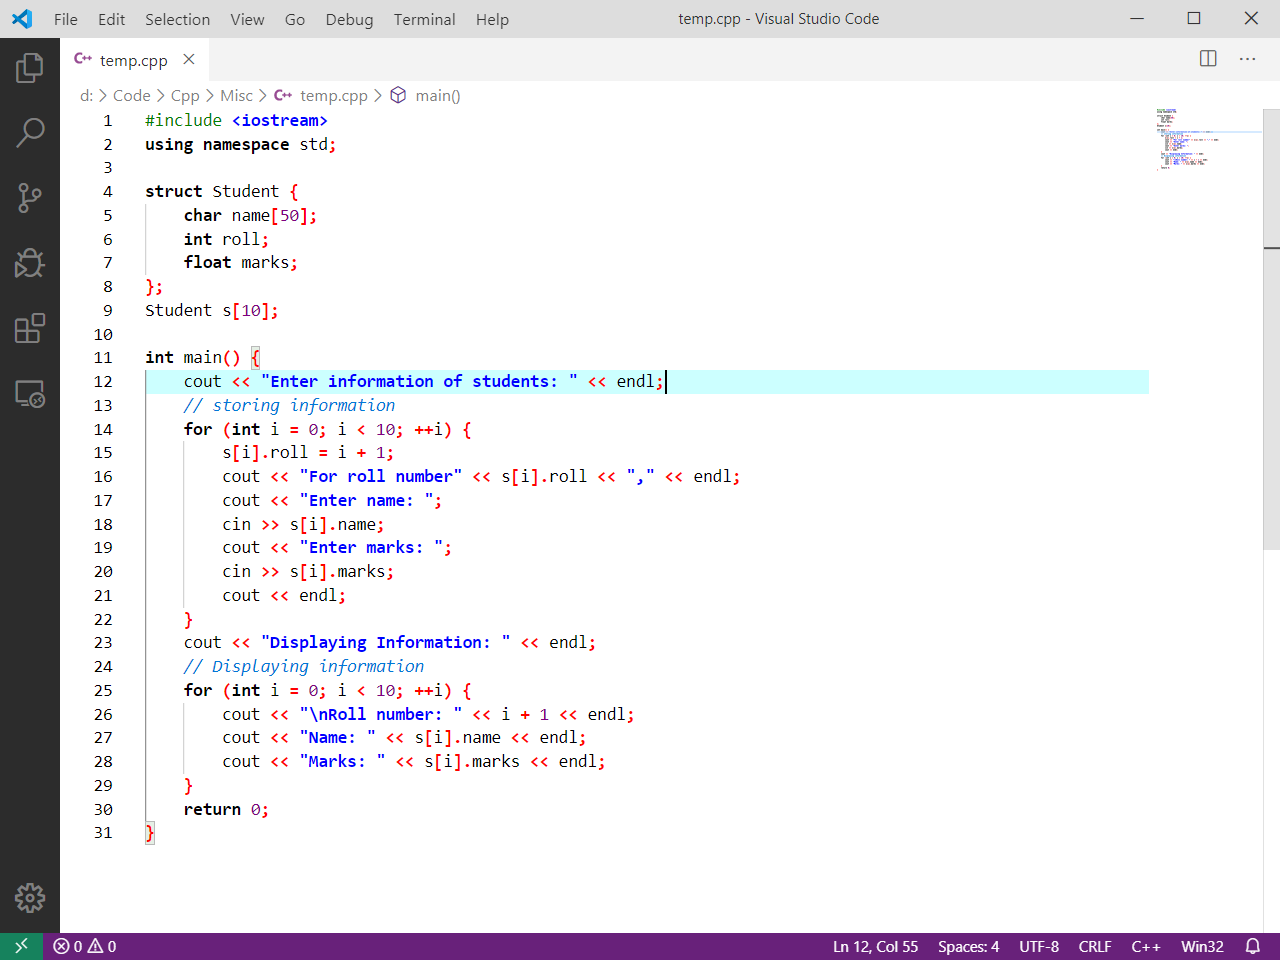 File Edit Selection View Go Debug Terminal Help temp.cpp - Visual Studio Code
C++ temp.cpp
d: > Code > Cpp > Misc > C++ temp.cpp > main()
1 #include <iostream>
2 using namespace std;
3
4 struct Student {
5 char name[50];
6 int roll;
7 float marks;
8 };
9 Student s[10];
10
11 int main() {
12 cout << "Enter information of students: " << endl;
13 // storing information
14 for (int i = 0; i < 10; ++i) {
15 s[i].roll = i + 1;
16 cout << "For roll number" << s[i].roll << "," << endl;
17 cout << "Enter name: ";
18 cin >> s[i].name;
19 cout << "Enter marks: ";
20 cin >> s[i].marks;
21 cout << endl;
22 }
23 cout << "Displaying Information: " << endl;
24 // Displaying information
25 for (int i = 0; i < 10; ++i) {
26 cout << "\nRoll number: " << i + 1 << endl;
27 cout << "Name: " << s[i].name << endl;
28 cout << "Marks: " << s[i].marks << endl;
29 }
30 return 0;
31 }
0 0 Ln 12, Col 55 Spaces: 4 UTF-8 CRLF C++ Win32